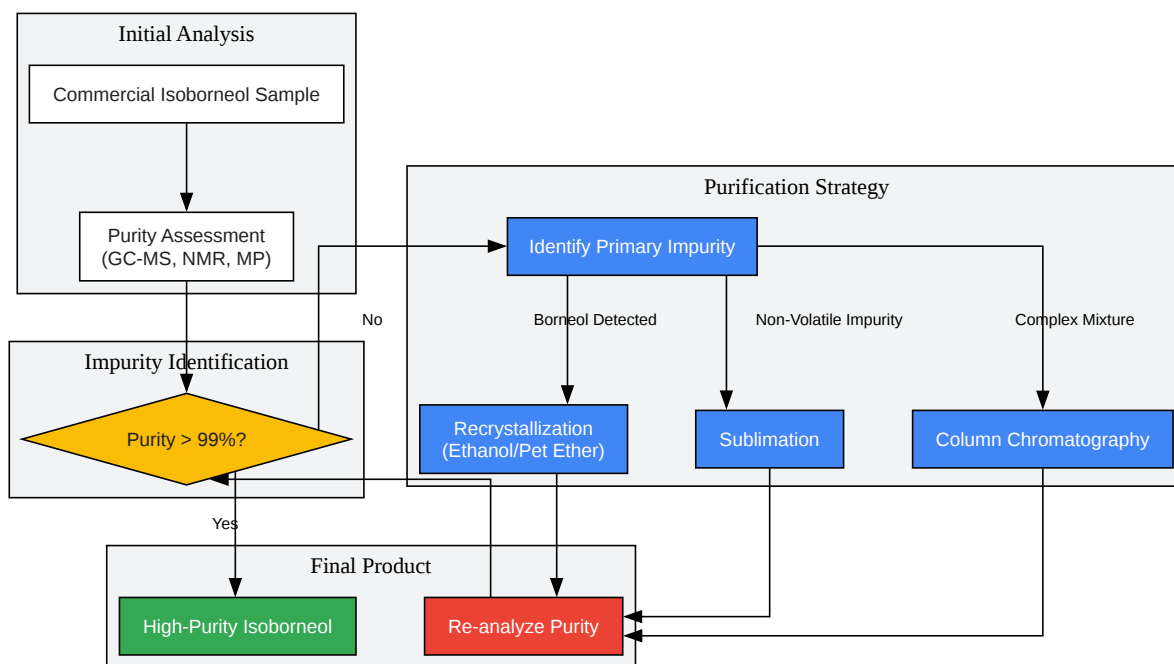 Initial Analysis
Commercial Isoborneol Sample
Purity Assessment
(GC-MS, NMR, MP)
Purification Strategy
Identify Primary Impurity
No
Borneol Detected
Non-Volatile Impurity
Complex Mixture
Impurity Identification
Purity > 99%?
Recrystallization
(Ethanol/Pet Ether)
Sublimation
Column Chromatography
Yes
Final Product
High-Purity Isoborneol
Re-analyze Purity